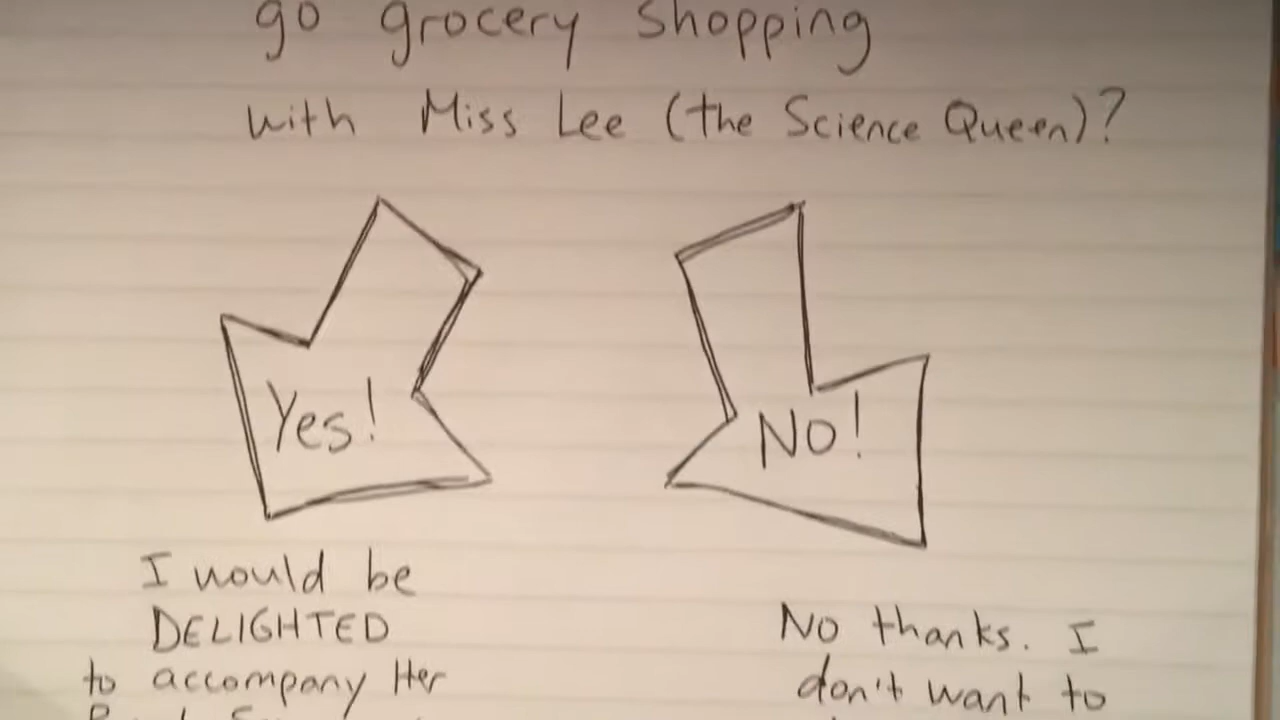 go grocery shopping
with Miss Lee (the Science Queen)?
Yes!
No!
I would be
DELIGHTED
to accompany Her
No thanks. I
don't want to